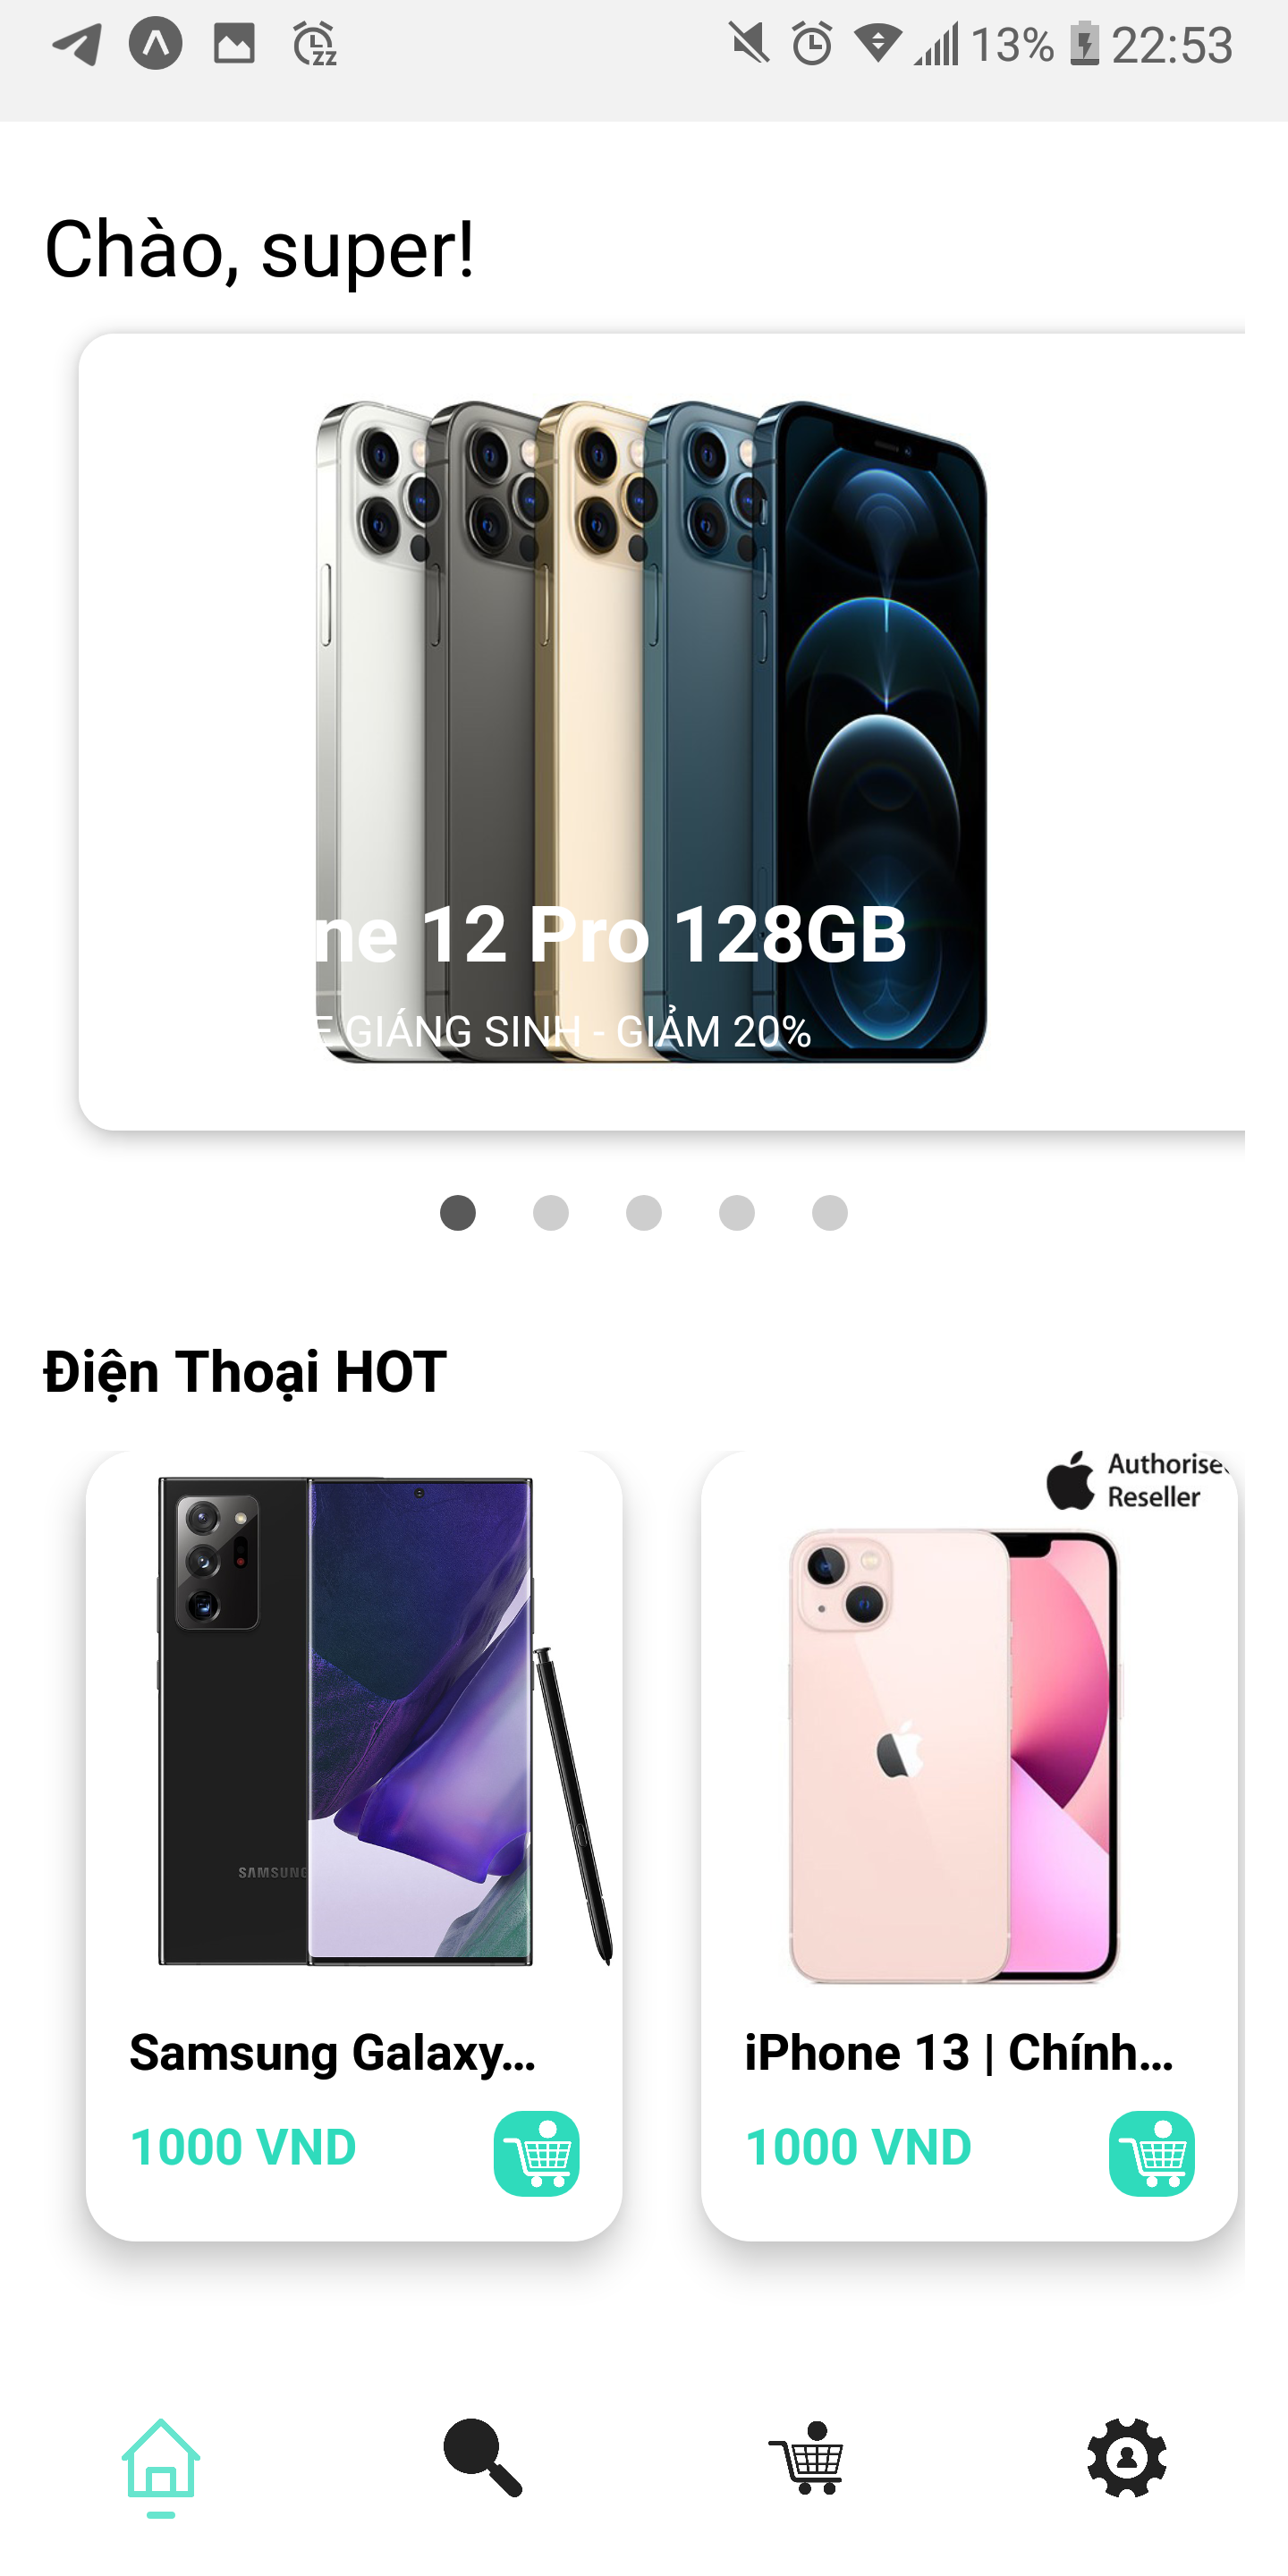 13% 22:53
Chào, super!
ne 12 Pro 128GB
E GIÁNG SINH - GIẢM 20%
Điện Thoại HOT
Authorise
Reseller
SAMSUNG
Samsung Galaxy...
iPhone 13 | Chính...
1000 VND
1000 VND